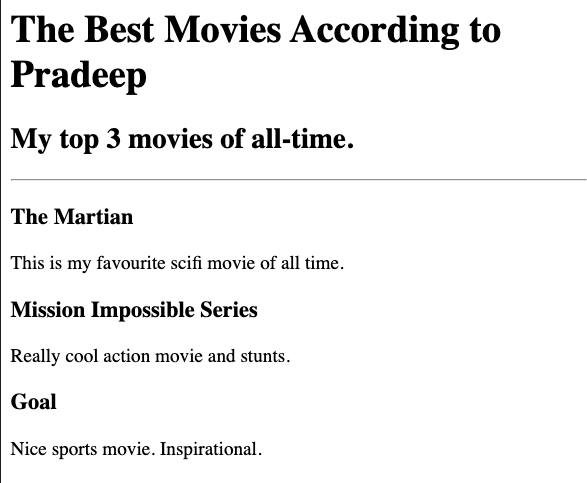 The Best Movies According to
Pradeep
My top 3 movies of all-time.
The Martian
This is my favourite scifi movie of all time.
Mission Impossible Series
Really cool action movie and stunts.
Goal
Nice sports movie. Inspirational.